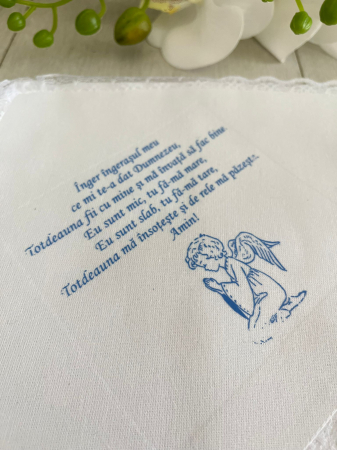 Înger îngerașul meu
ce mi te-a dat Dumnezeu,
Totdeauna fii cu mine și mă învață să fac bine
Eu sunt mic, tu fă-mă mare,
Eu sunt slab, tu fă-mă tare,
Totdeauna mă însoțește și de rele mă păzește.
Amin!